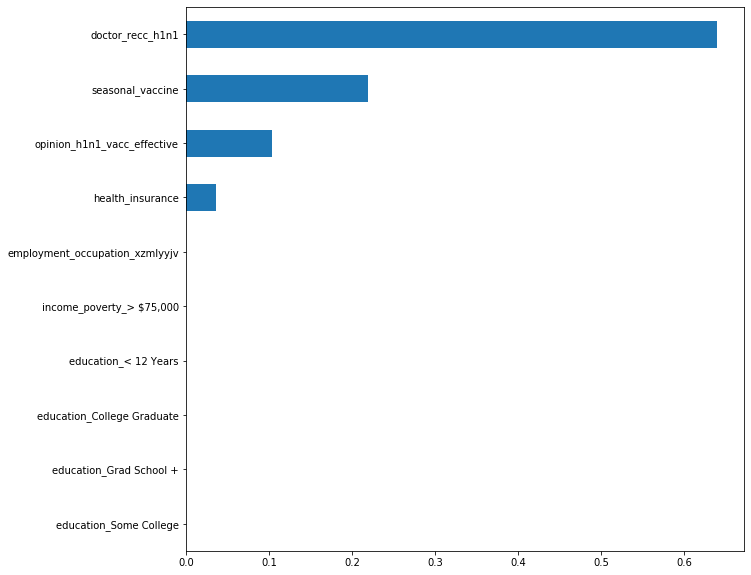 doctor_recc_h1n1
seasonal_vaccine
opinion_h1n1_vacc_effective
health_insurance
employment_occupation_xzmlyyjv
income_poverty_> $75,000
education_< 12 Years
education_College Graduate
education_Grad School +
education_Some College
0.0 0.1 0.2 0.3 0.4 0.5 0.6